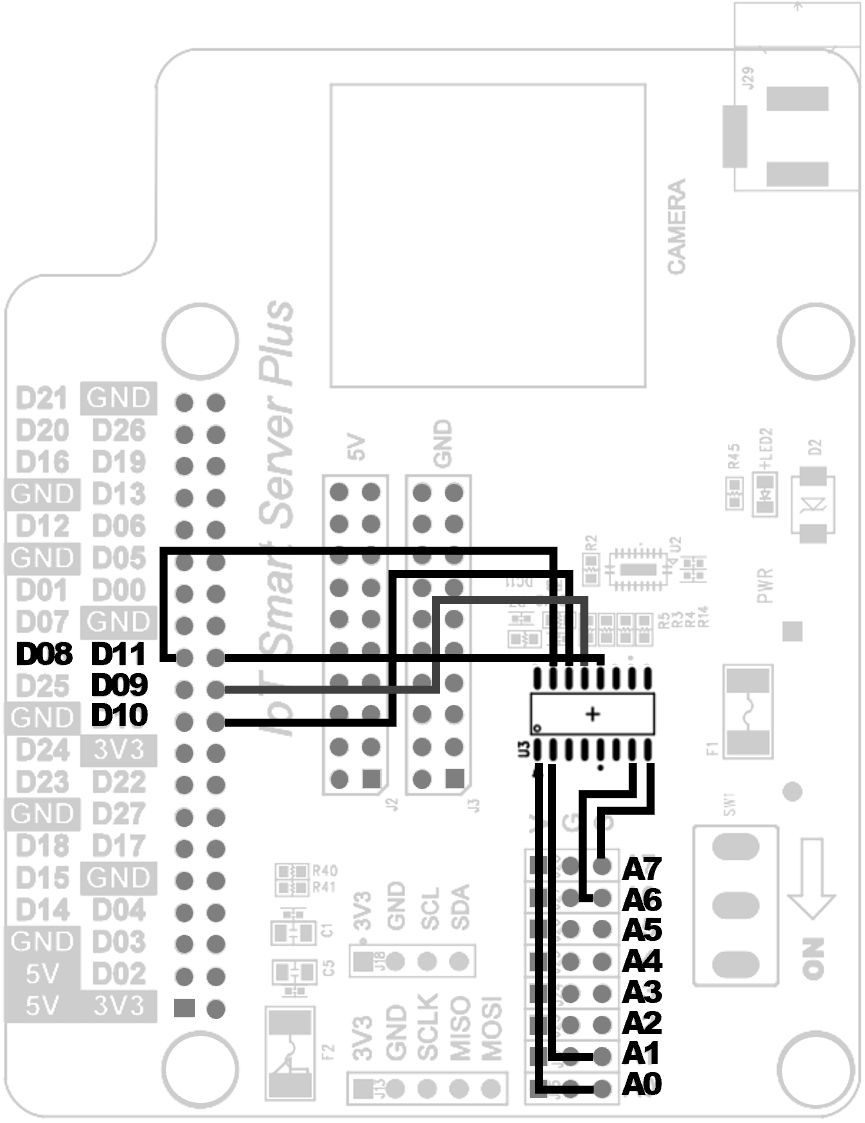 J29
CAMERA
IoT Smart Server Plus
D21 GND
D20 D26
D16 D19
GND D13
D12 D06
GND D05
D01 D00
D07 GND
D08 D11
D25 D09
GND D10
D24 3V3
D23 D22
GND D27
D18 D17
D15 GND
D14 D04
GND D03
5V D02
5V 3V3
5V
GND
J2
J3
R45
+LED2
D2
R2
U2
R5
R3
R4
R14
PWR
U3
+
F1
SW1
ON
G
A7
A6
A5
A4
A3
A2
A1
A0
R40
R41
C1
C5
F2
3V3
GND
SCL
SDA
J18
3V3
GND
SCLK
MISO
MOSI
J13